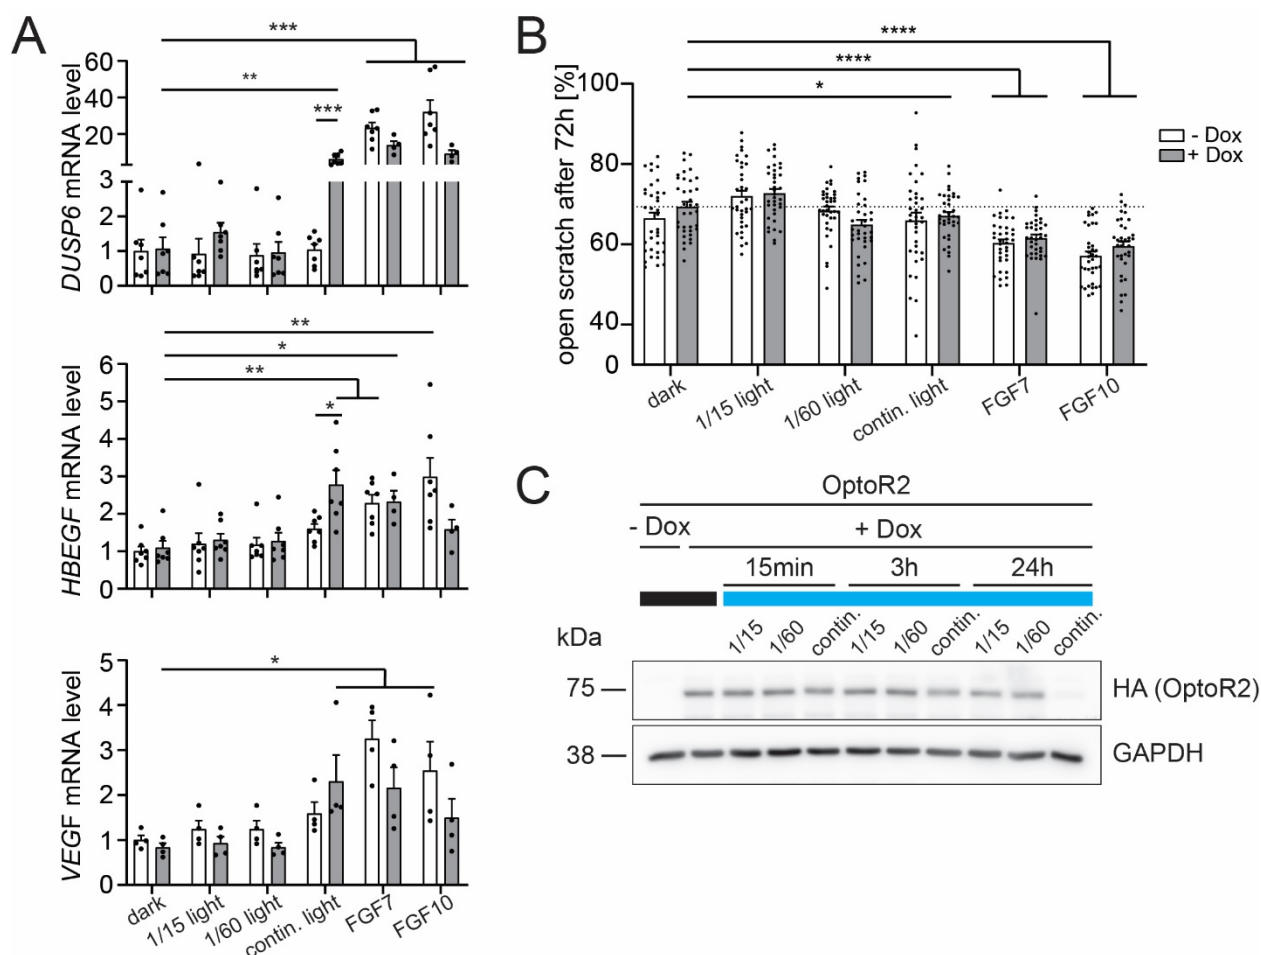 A
***
**
***
60
40
20
3
2
1
0
DUSP6 mRNA level
**
*
**
*
6
5
4
3
2
1
0
HBEGF mRNA level
*
5
4
3
2
1
0
VEGF mRNA level
dark
1/15 light
1/60 light
contin. light
FGF7
FGF10
B
****
****
*
100
80
60
40
0
open scratch after 72h [%]
- Dox
+ Dox
dark
1/15 light
1/60 light
contin. light
FGF7
FGF10
C
OptoR2
- Dox
+ Dox
15min 3h 24h
1/15 1/60 contin. 1/15 1/60 contin. 1/15 1/60 contin.
kDa
75
HA (OptoR2)
38
GAPDH